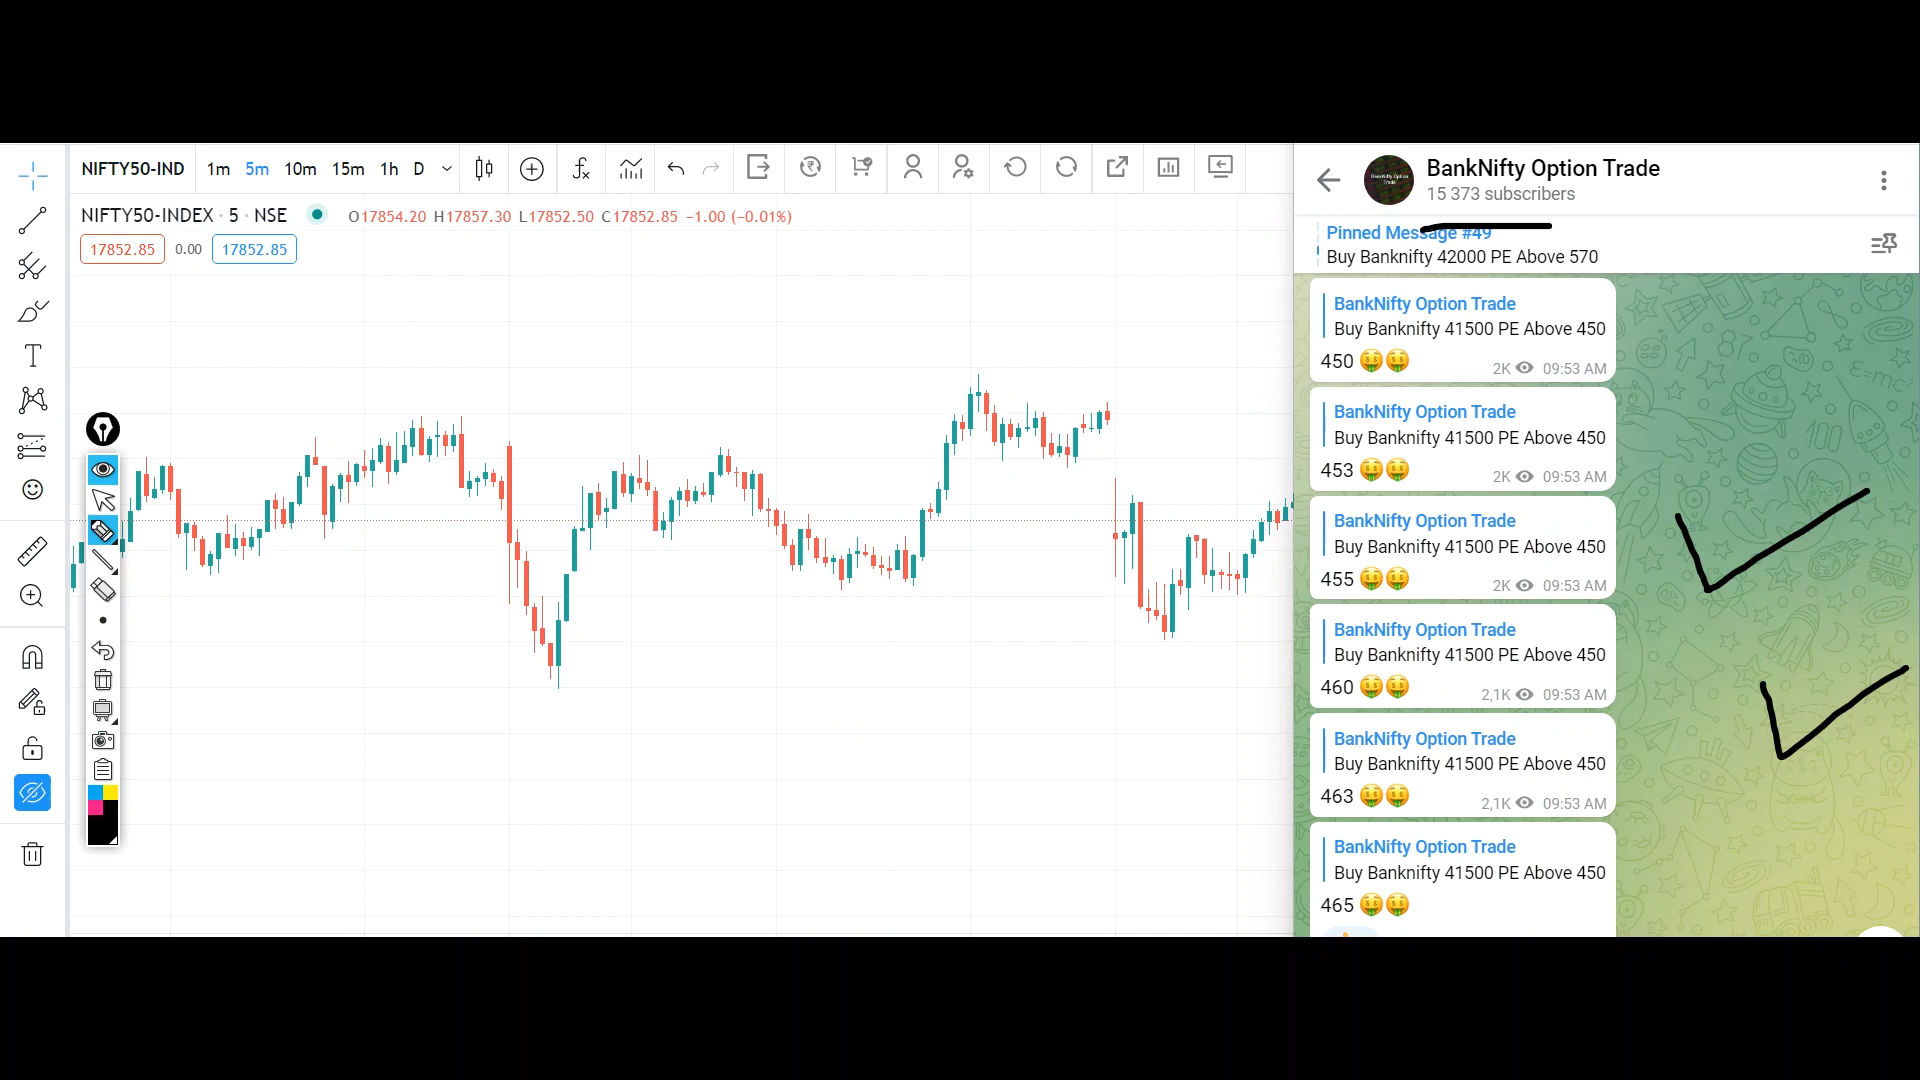 NIFTY50-IND 1m 5m 10m 15m 1h D
NIFTY50-INDEX · 5 · NSE O17854.20 H17857.30 L17852.50 C17852.85 −1.00 (−0.01%)
17852.85 0.00 17852.85
BankNifty Option Trade
15 373 subscribers
Pinned Message #49
Buy Banknifty 42000 PE Above 570
BankNifty Option Trade
Buy Banknifty 41500 PE Above 450
450 🤑🤑 2K 09:53 AM
BankNifty Option Trade
Buy Banknifty 41500 PE Above 450
453 🤑🤑 2K 09:53 AM
BankNifty Option Trade
Buy Banknifty 41500 PE Above 450
455 🤑🤑 2K 09:53 AM
BankNifty Option Trade
Buy Banknifty 41500 PE Above 450
460 🤑🤑 2,1K 09:53 AM
BankNifty Option Trade
Buy Banknifty 41500 PE Above 450
463 🤑🤑 2,1K 09:53 AM
BankNifty Option Trade
Buy Banknifty 41500 PE Above 450
465 🤑🤑